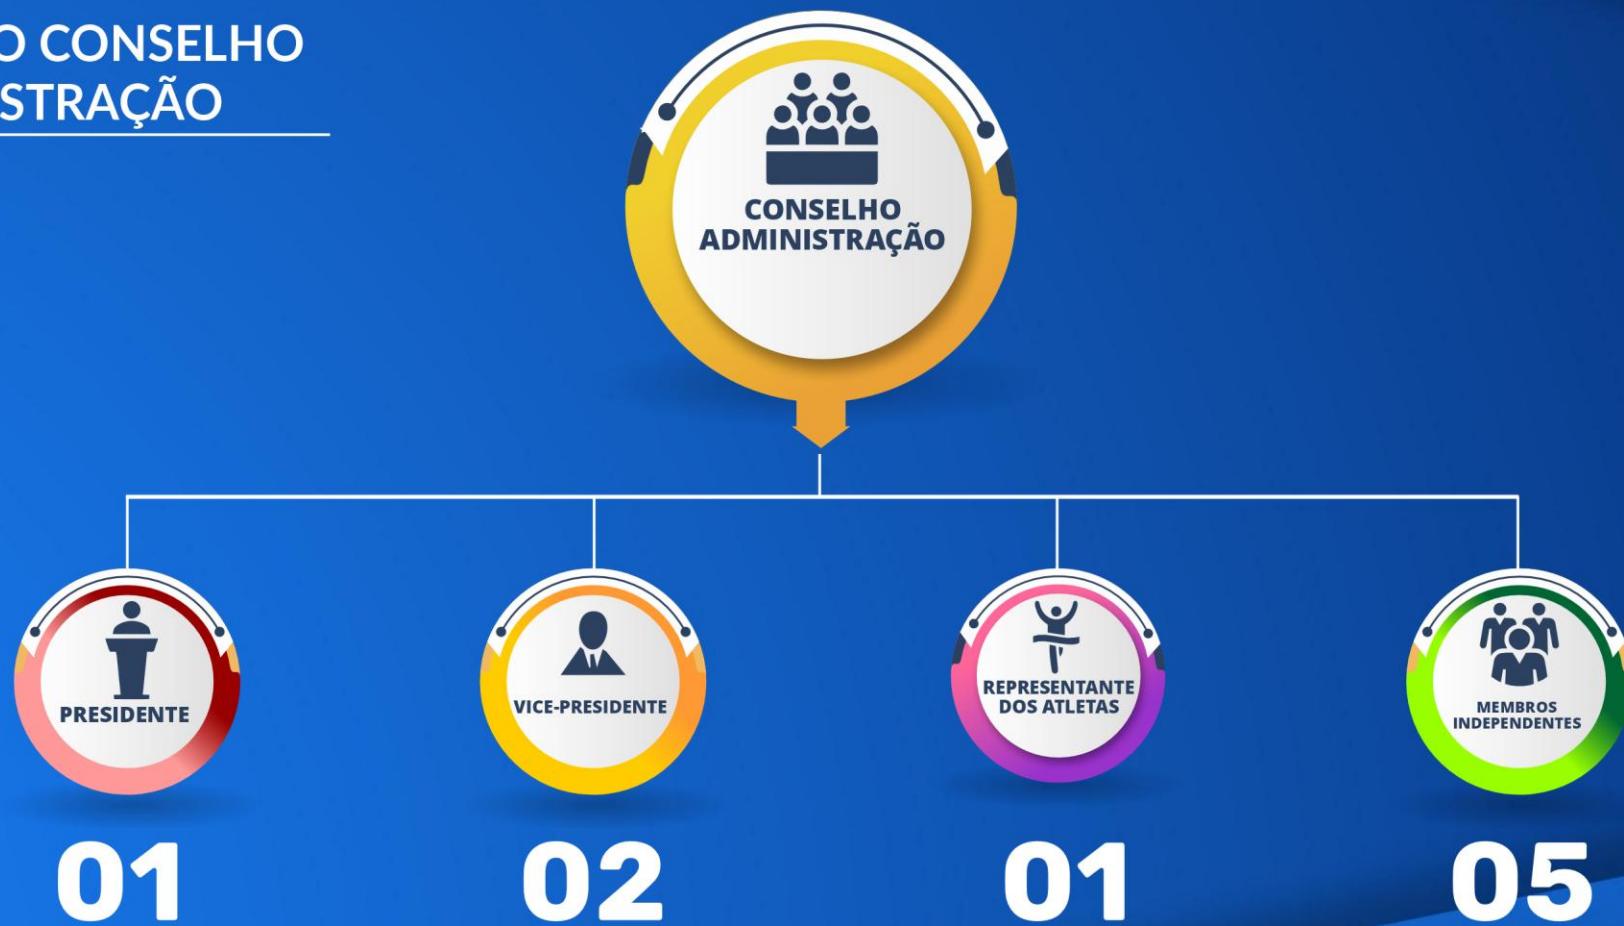 O CONSELHO
STRAÇÃO
CONSELHO
ADMINISTRAÇÃO
PRESIDENTE
VICE-PRESIDENTE
REPRESENTANTE
DOS ATLETAS
MEMBROS
INDEPENDENTES
01
02
01
05